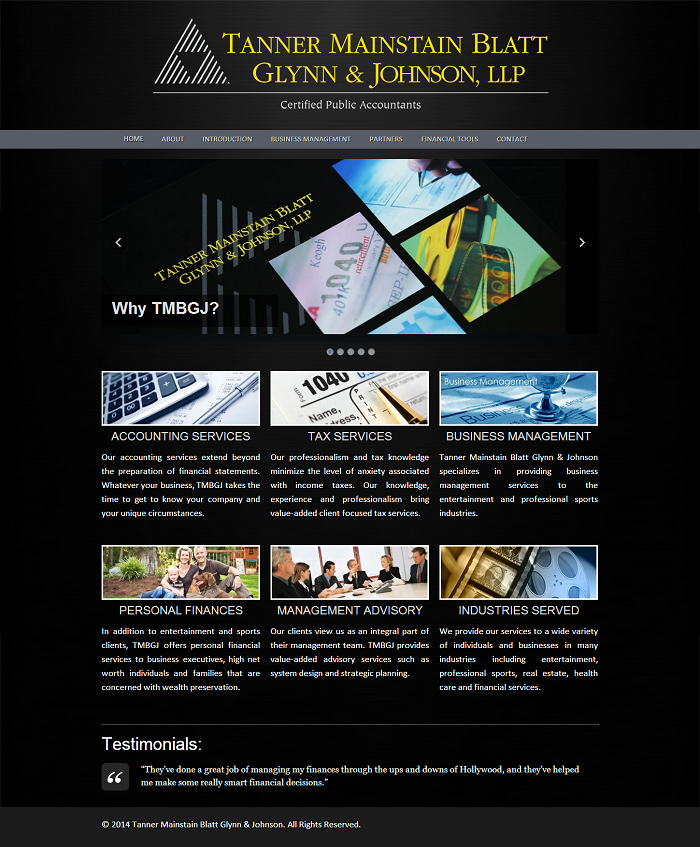 TANNER MAINSTAIN BLATT
GLYNN & JOHNSON, LLP
Certified Public Accountants
HOME ABOUT INTRODUCTION BUSINESS MANAGEMENT PARTNERS FINANCIAL TOOLS CONTACT
TANNER MAINSTAIN BLATT
GLYNN & JOHNSON, LLP
Keogh
1040
retirement
401K
SEP-I
Why TMBGJ?
Form 1040
Name,
address,
PRINT
Business Management
ACCOUNTING SERVICES
Our accounting services extend beyond
the preparation of financial statements.
Whatever your business, TMBGJ takes the
time to get to know your company and
your unique circumstances.
TAX SERVICES
Our professionalism and tax knowledge
minimize the level of anxiety associated
with income taxes. Our knowledge,
experience and professionalism bring
value-added client focused tax services.
BUSINESS MANAGEMENT
Tanner Mainstain Blatt Glynn & Johnson
specializes in providing business
management services to the
entertainment and professional sports
industries.
PERSONAL FINANCES
In addition to entertainment and sports
clients, TMBGJ offers personal financial
services to business executives, high net
worth individuals and families that are
concerned with wealth preservation.
MANAGEMENT ADVISORY
Our clients view us as an integral part of
their management team. TMBGJ provides
value-added advisory services such as
system design and strategic planning.
INDUSTRIES SERVED
We provide our services to a wide variety
of individuals and businesses in many
industries including entertainment,
professional sports, real estate, health
care and financial services.
Testimonials:
“They've done a great job of managing my finances through the ups and downs of Hollywood, and they've helped
me make some really smart financial decisions.”
© 2014 Tanner Mainstain Blatt Glynn & Johnson. All Rights Reserved.